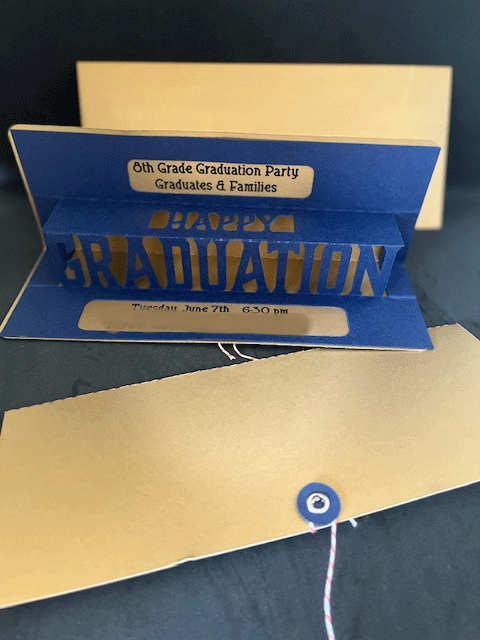 8th Grade Graduation Party
Graduates & Families
HAPPY
GRADUATION
Tuesday, June 7th 6:30 pm